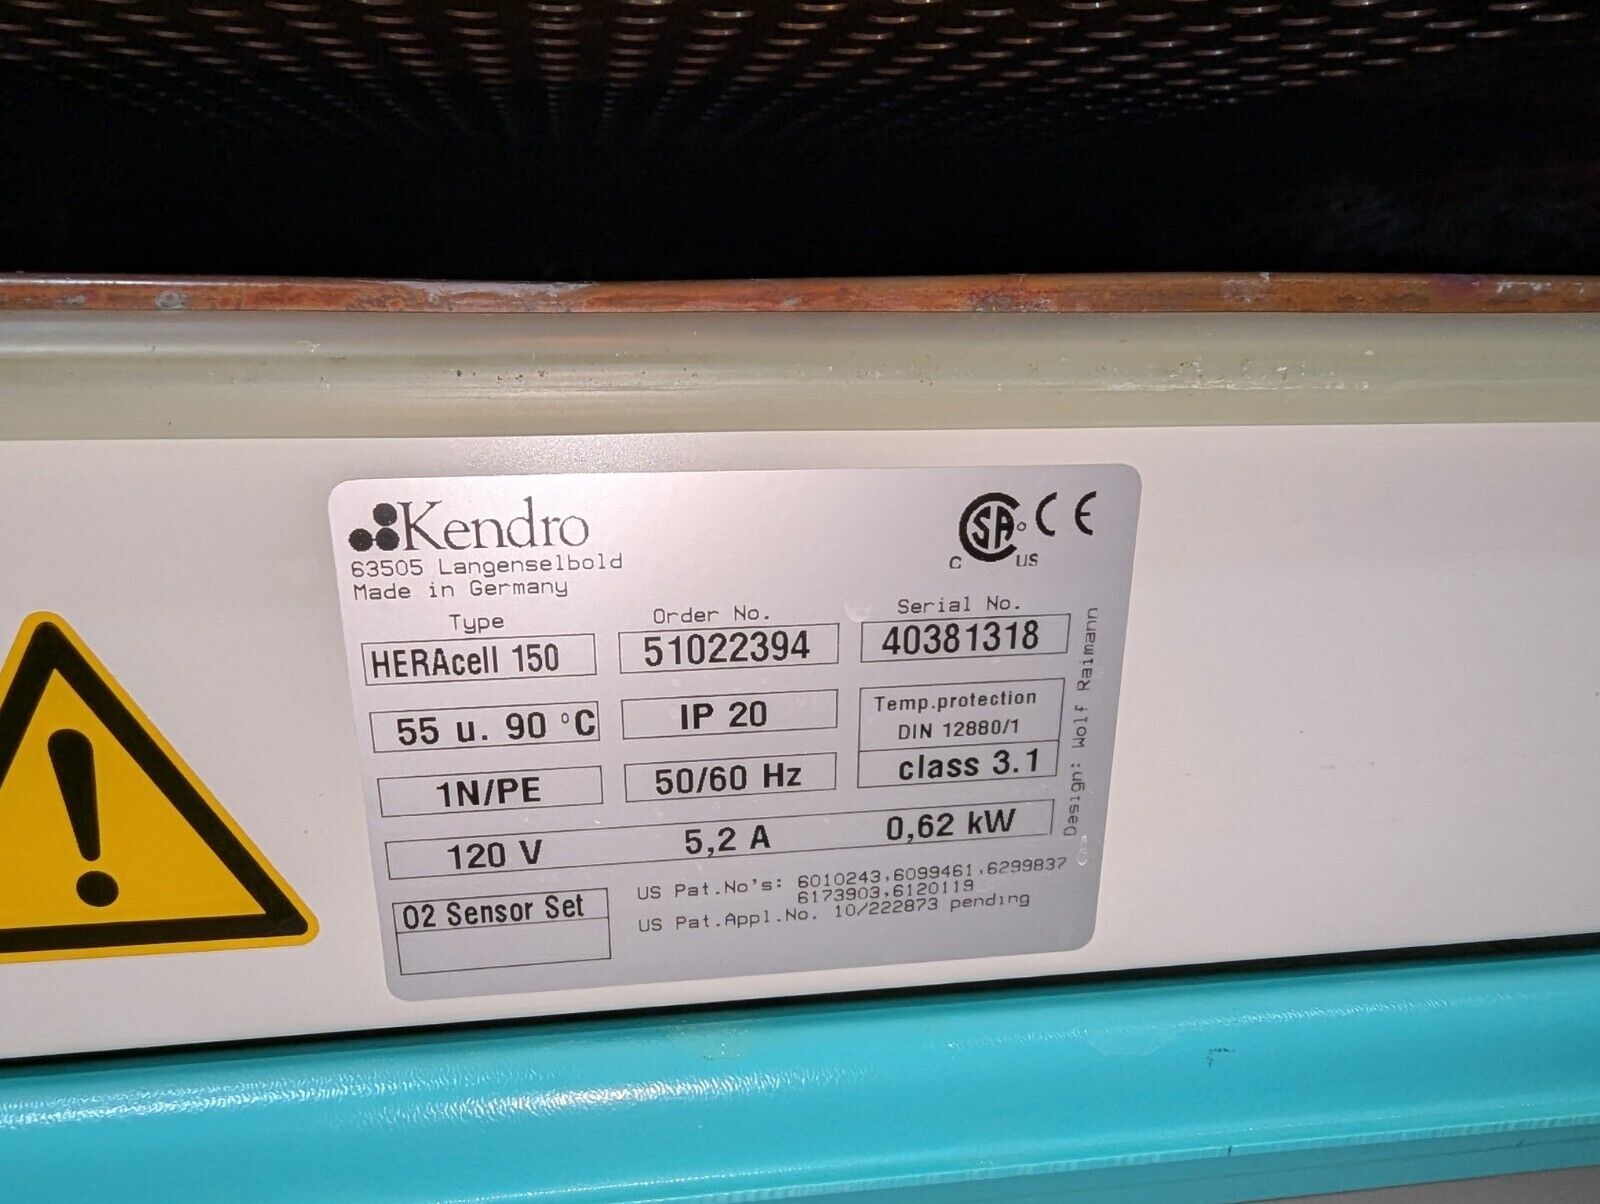 Kendro
63505 Langenselbold
Made in Germany
CSA C US CE
Type Order No. Serial No.
HERAcell 150 51022394 40381318
55 u. 90 °C IP 20 Temp.protection
DIN 12880/1
1N/PE 50/60 Hz class 3.1
120 V 5,2 A 0,62 kW
O2 Sensor Set
US Pat.No's: 6010243,6099461,6299837
6173903,6120119
US Pat.Appl.No. 10/222873 pending
Design: Wolf Raimann